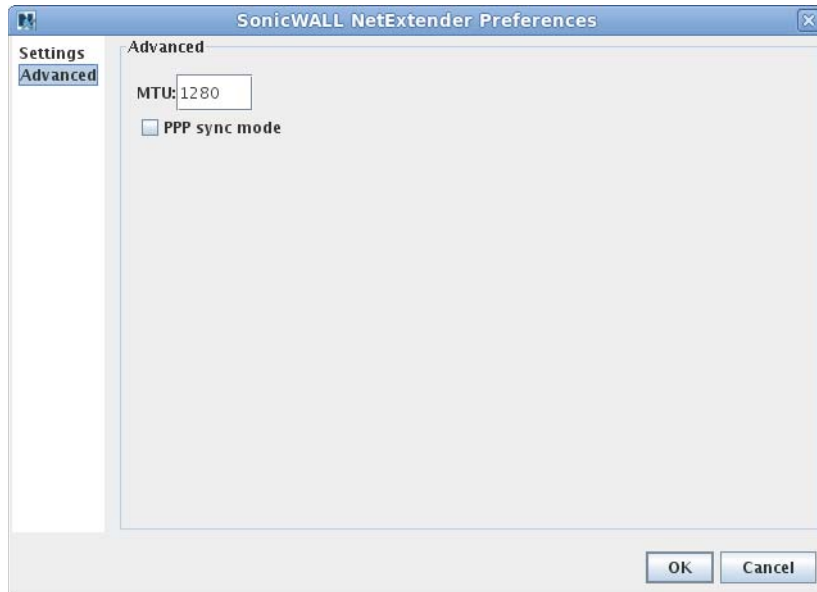 SonicWALL NetExtender Preferences
Settings
Advanced
Advanced
MTU: 1280
PPP sync mode
OK
Cancel